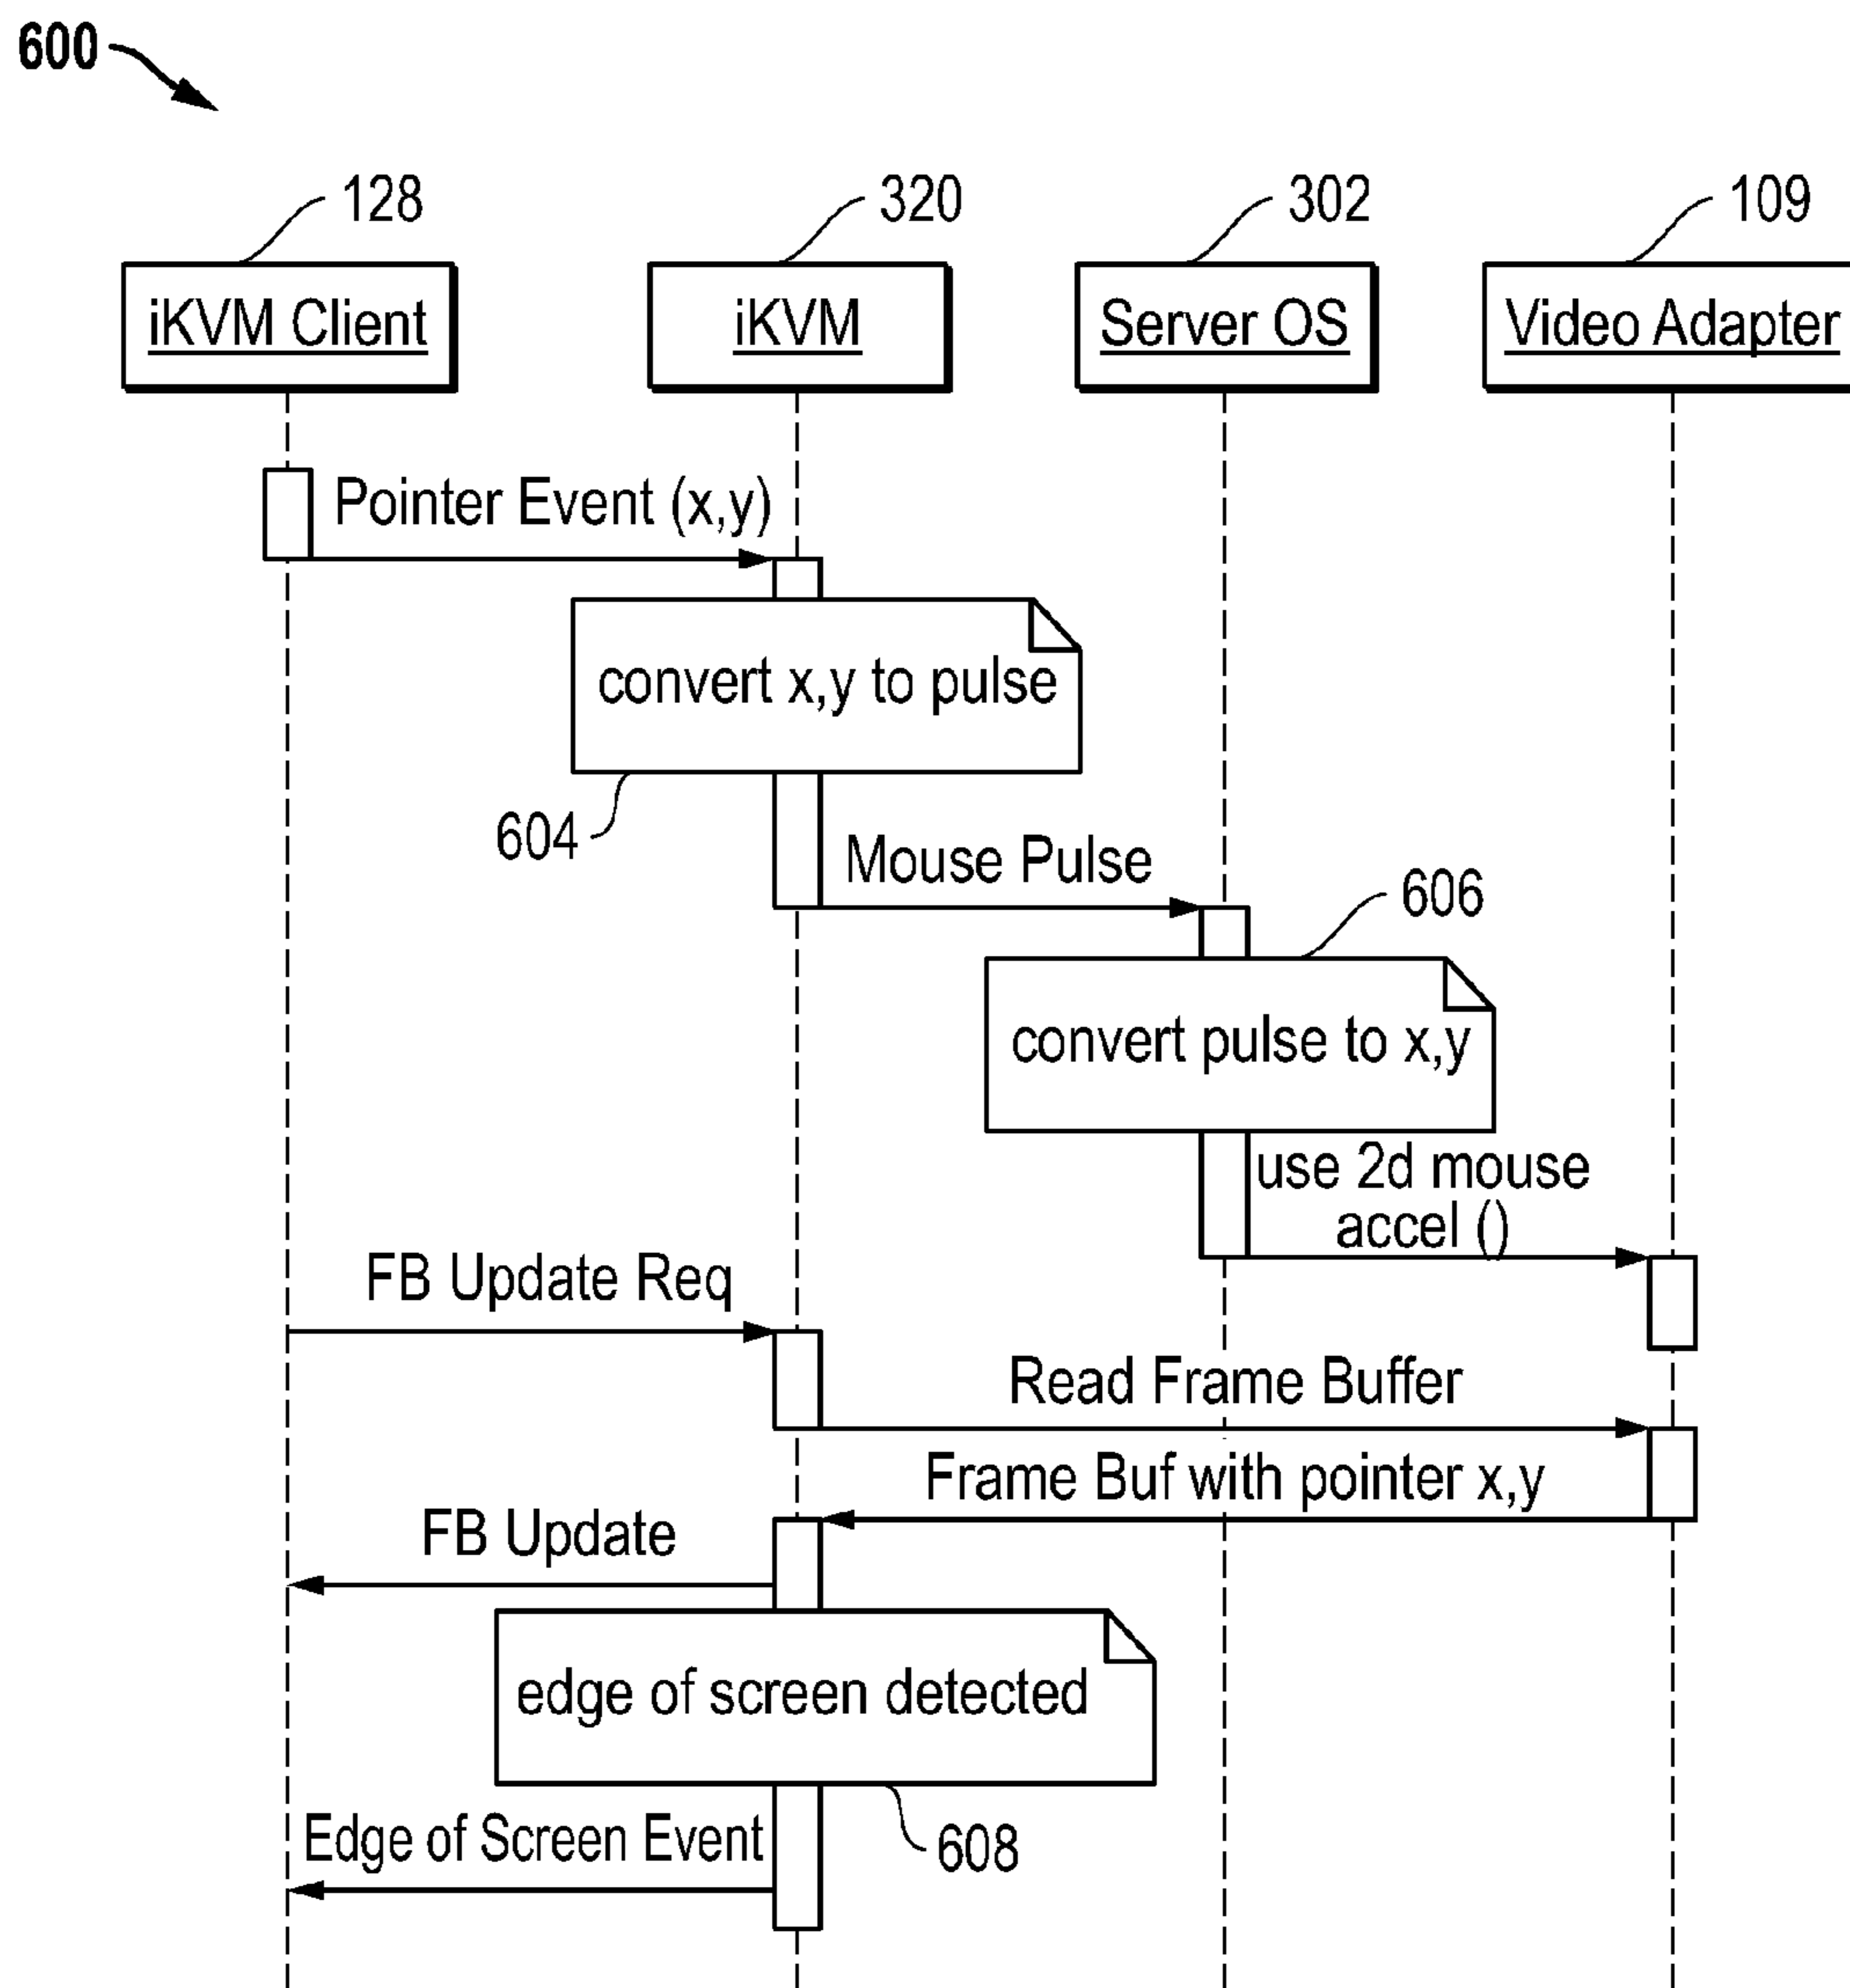 600
128
320
302
109
iKVM Client
iKVM
Server OS
Video Adapter
Pointer Event (x,y)
convert x,y to pulse
604
Mouse Pulse
606
convert pulse to x,y
use 2d mouse
accel ()
FB Update Req
Read Frame Buffer
Frame Buf with pointer x,y
FB Update
edge of screen detected
Edge of Screen Event
608